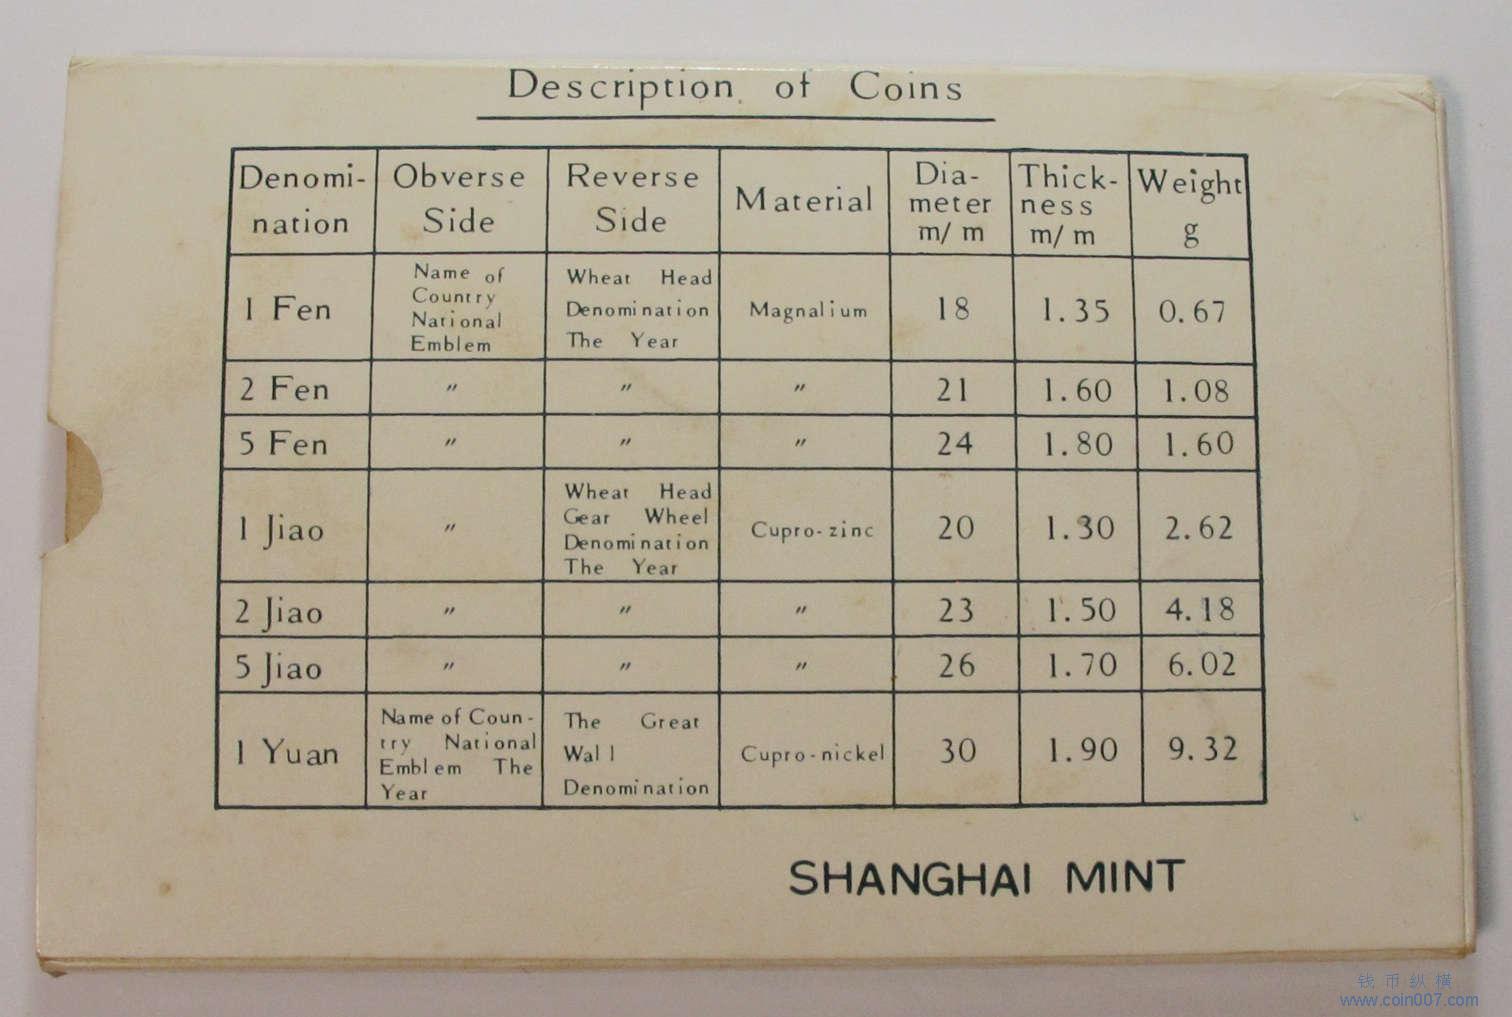 Description of Coins
Denomi-
nation
Obverse
Side
Reverse
Side
Material
Dia-
meter
m/m
Thick-
ness
m/m
Weight
g
1 Fen
Name of
Country
National
Emblem
Wheat Head
Denomination
The Year
Magnalium
18
1.35
0.67
2 Fen
〃
〃
〃
21
1.60
1.08
5 Fen
〃
〃
〃
24
1.80
1.60
1 Jiao
〃
Wheat Head
Gear Wheel
Denomination
The Year
Cupro-zinc
20
1.30
2.62
2 Jiao
〃
〃
〃
23
1.50
4.18
5 Jiao
〃
〃
〃
26
1.70
6.02
1 Yuan
Name of Coun-
try National
Emblem The
Year
The Great
Wall
Denomination
Cupro-nickel
30
1.90
9.32
SHANGHAI MINT
钱币纵横
www.coin007.com